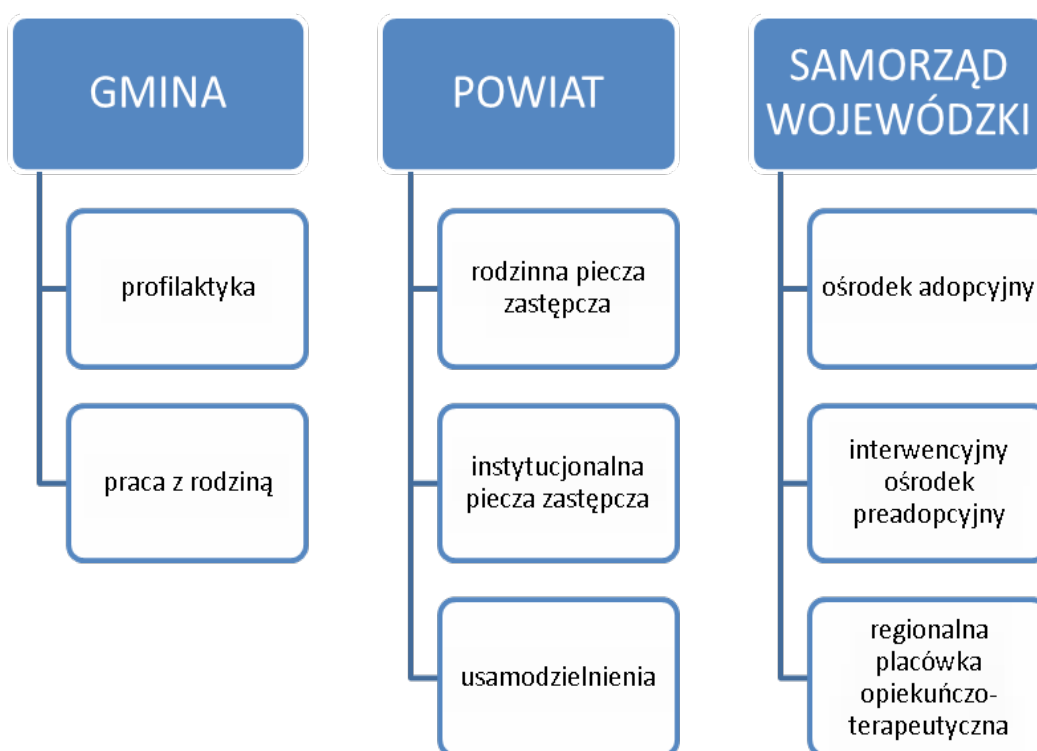 GMINA
profilaktyka
praca z rodziną
POWIAT
rodzinna piecza
zastępcza
instytucjonalna
piecza zastępcza
usamodzielnienia
SAMORZĄD
WOJEWÓDZKI
ośrodek adopcyjny
interwencyjny
ośrodek
preadopcyjny
regionalna
placówka
opiekuńczo-
terapeutyczna